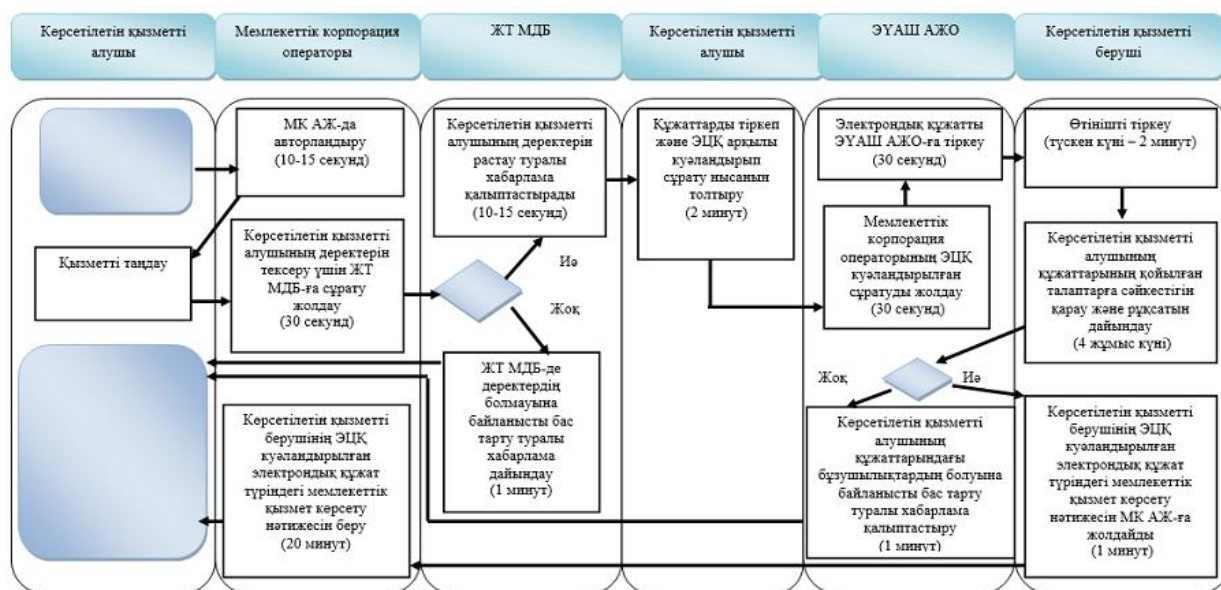 Көрсетілетін қызметті
алушы
Мемлекеттік корпорация
операторы
ЖТ МДБ
Көрсетілетін қызметті
алушы
ЭҮАШ АЖО
Көрсетілетін қызметті
беруші
МК АЖ-да
авторландыру
(10-15 секунд)
Қызметті таңдау
Көрсетілетін қызметті
алушының деректерін
тексеру үшін ЖТ
МДБ-ға сұрату
жолдау
(30 секунд)
Көрсетілетін қызметті
берушінің ЭЦҚ
куәландырылған
электрондық құжат
түріндегі мемлекеттік
қызмет көрсету
нәтижесін беру
(20 минут)
Көрсетілетін қызметті
алушының деректерін
растау туралы
хабарлама
қалыптастырады
(10-15 секунд)
Иә
Жоқ
ЖТ МДБ-де
деректердің
болмауына
байланысты бас
тарту туралы
хабарлама
дайындау
(1 минут)
Құжаттарды тіркеп
және ЭЦҚ арқылы
куәландырып
сұрату нысанын
толтыру
(2 минут)
Электрондық құжатты
ЭҮАШ АЖО-ға тіркеу
(30 секунд)
Мемлекеттік
корпорация
операторының ЭЦҚ
куәландырылған
сұратуды жолдау
(30 секунд)
Жоқ
Иә
Көрсетілетін қызметті
алушының
құжаттарындағы
бұзушылықтардың болуына
байланысты бас тарту
туралы хабарлама
қалыптастыру
(1 минут)
Өтінішті тіркеу
(түскен күні – 2 минут)
Көрсетілетін қызметті
алушының
құжаттарының қойылған
талаптарға сәйкестігін
қарау және рұқсатын
дайындау
(4 жұмыс күні)
Көрсетілетін қызметті
берушінің ЭЦҚ
куәландырылған
электрондық құжат
түріндегі мемлекеттік
қызмет көрсету
нәтижесін МК АЖ-ға
жолдайды
(1 минут)